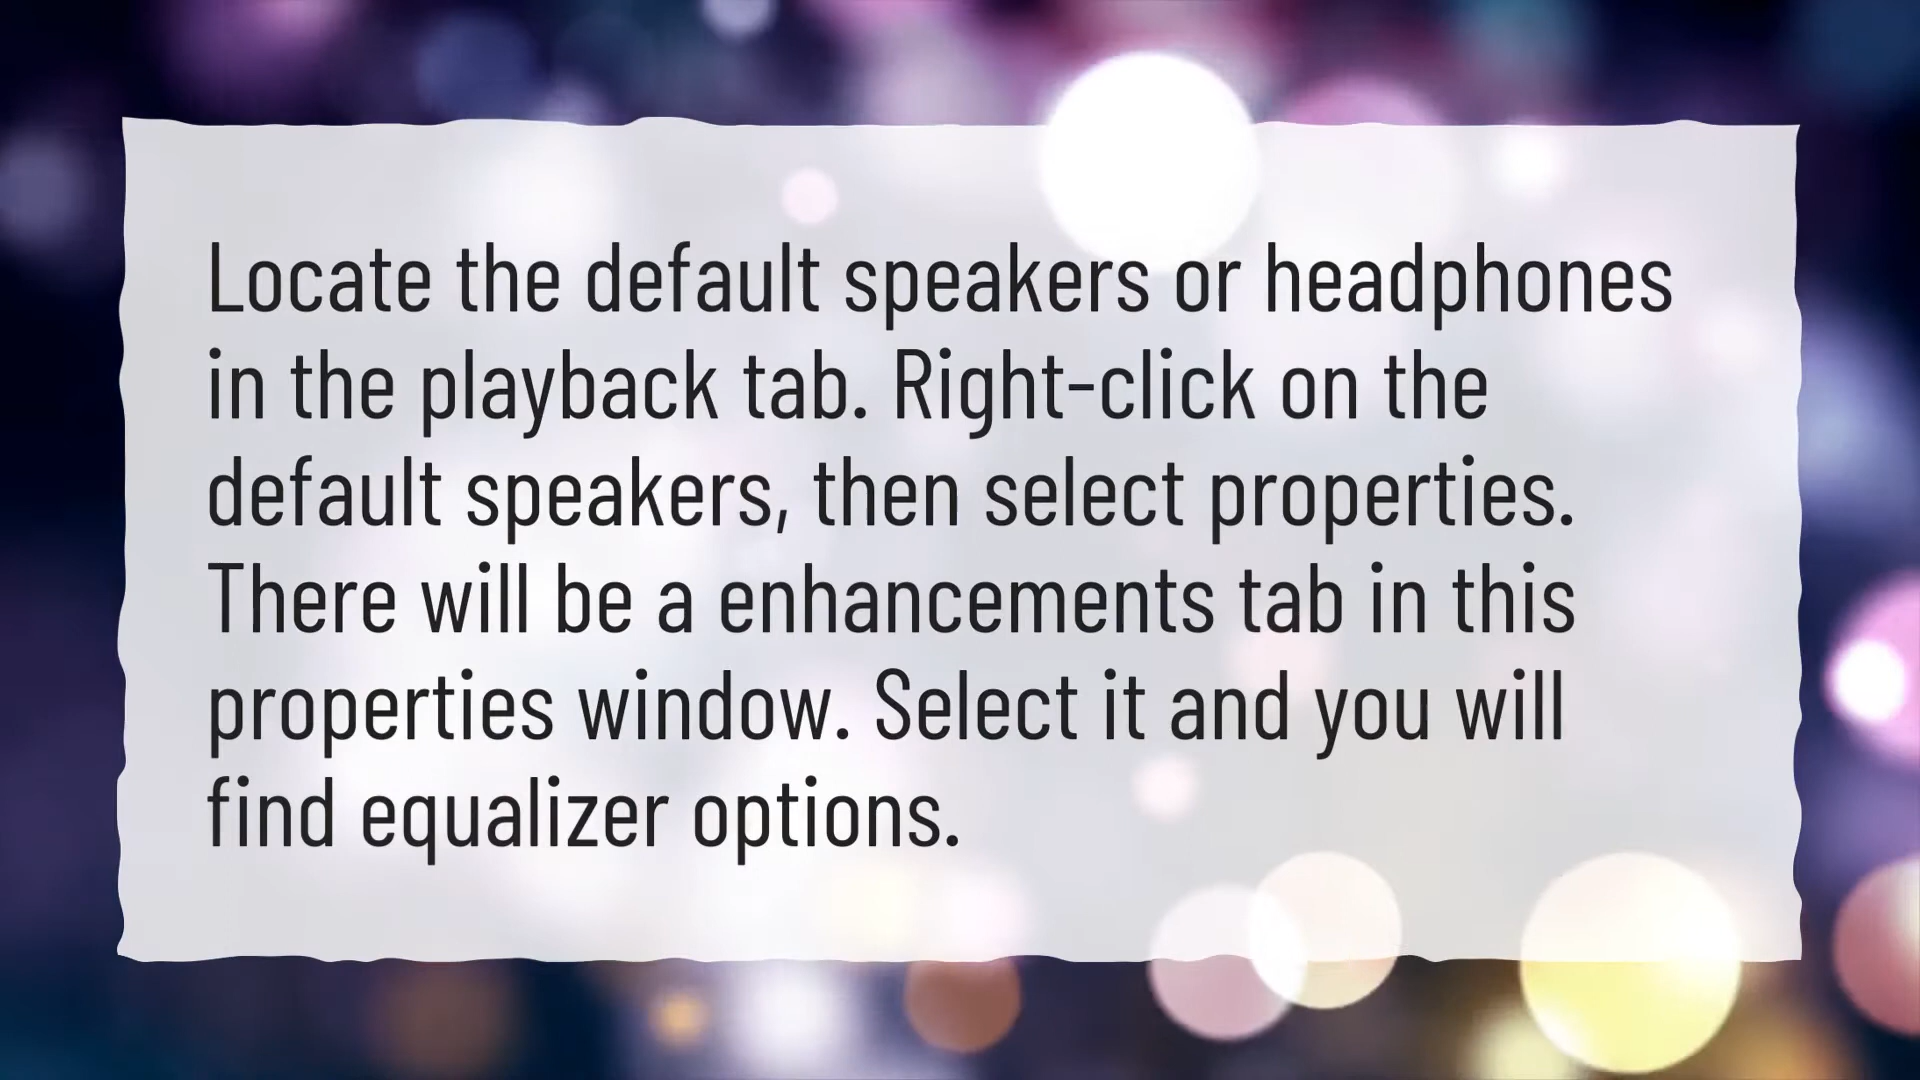 Locate the default speakers or headphones
in the playback tab. Right-click on the
default speakers, then select properties.
There will be a enhancements tab in this
properties window. Select it and you will
find equalizer options.